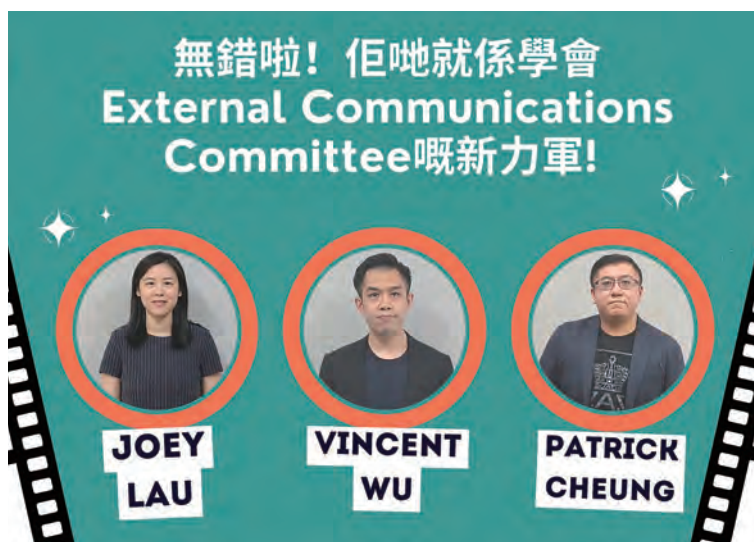 無錯啦！佢哋就係學會
External Communications
Committee嘅新力軍!
JOEY
LAU
VINCENT
WU
PATRICK
CHEUNG